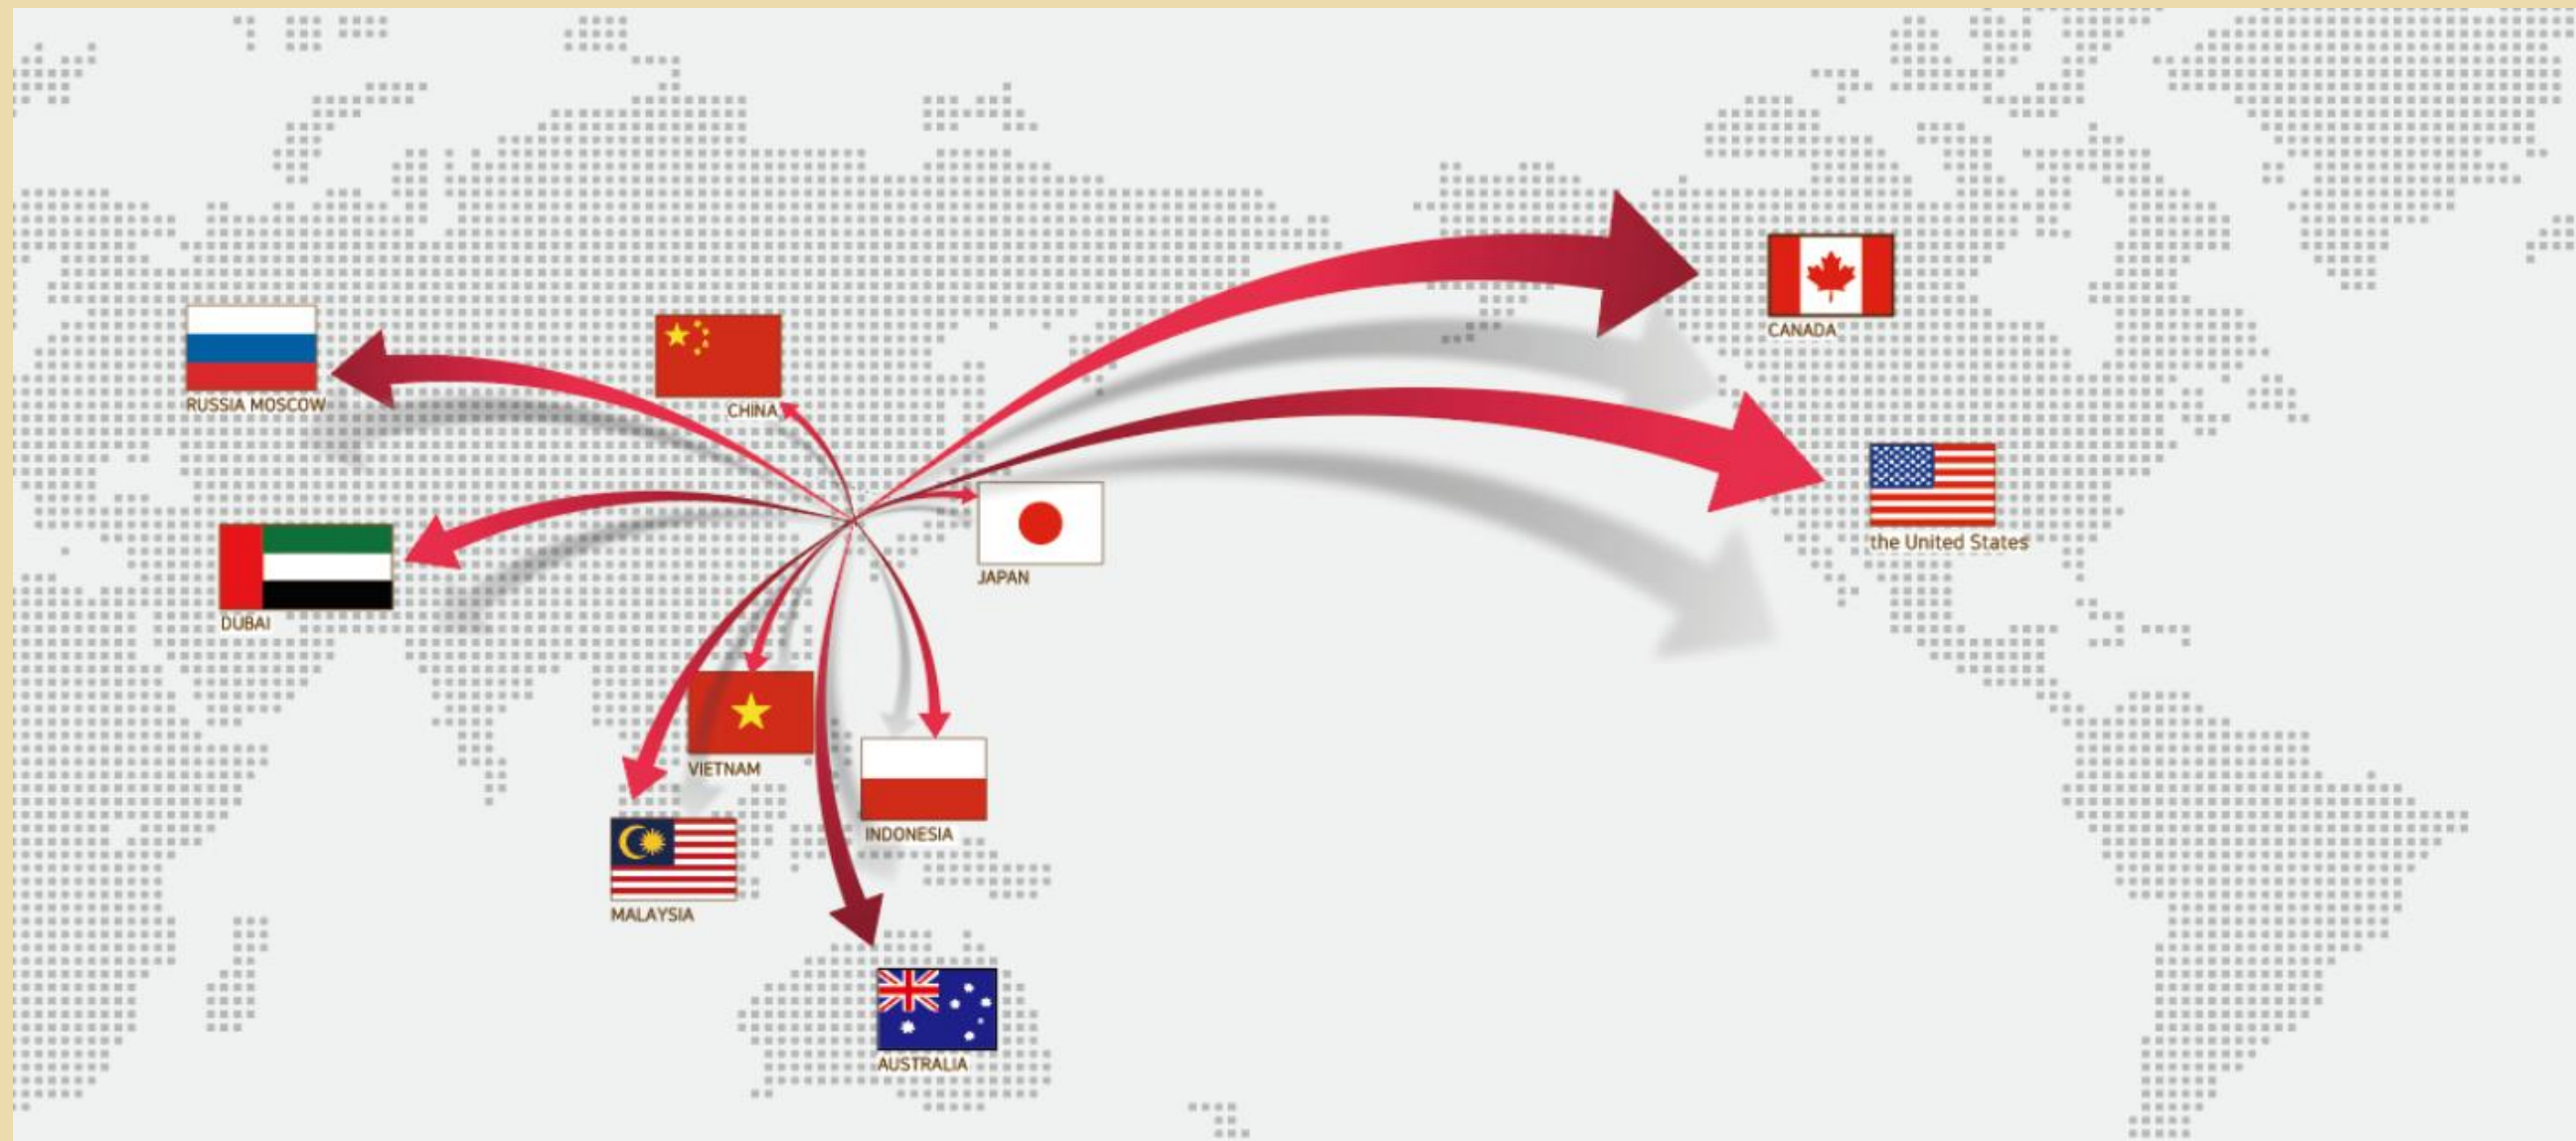 CANADA
RUSSIA MOSCOW
CHINA
the United States
JAPAN
DUBAI
VIETNAM
INDONESIA
MALAYSIA
AUSTRALIA